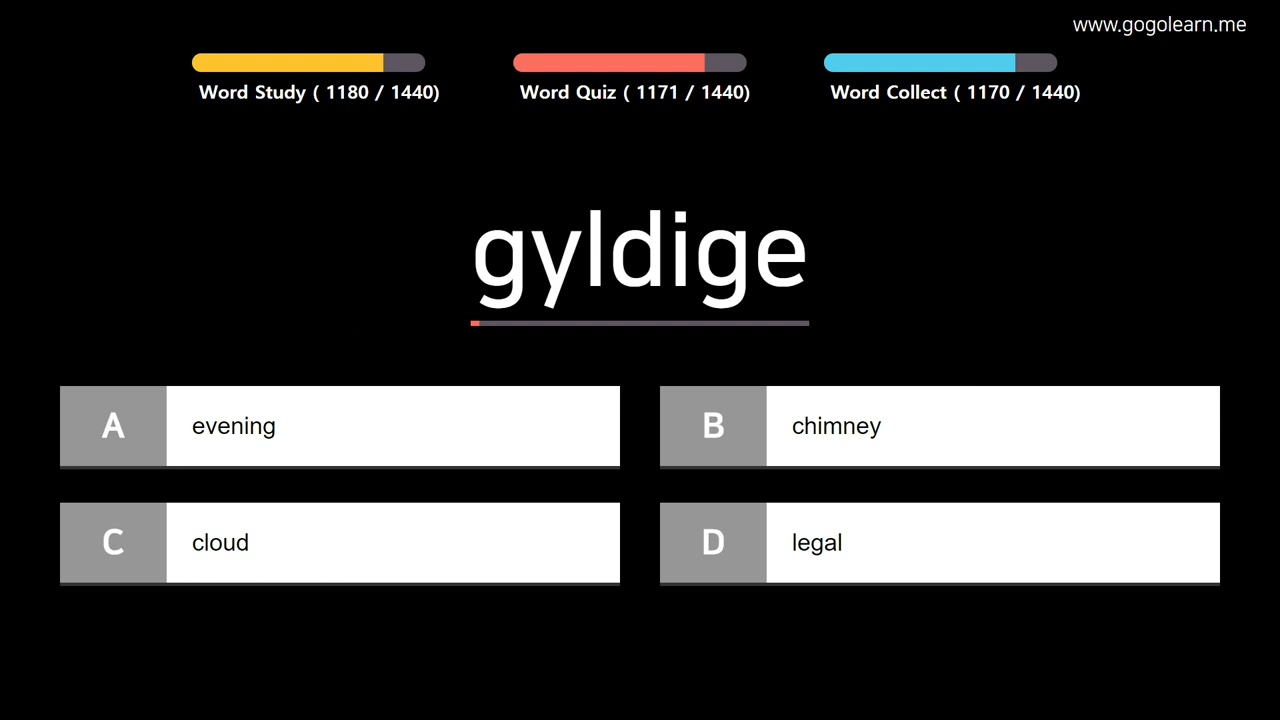 www.gogolearn.me
Word Study ( 1180 / 1440)
Word Quiz ( 1171 / 1440)
Word Collect ( 1170 / 1440)
gyldige
A evening
B chimney
C cloud
D legal